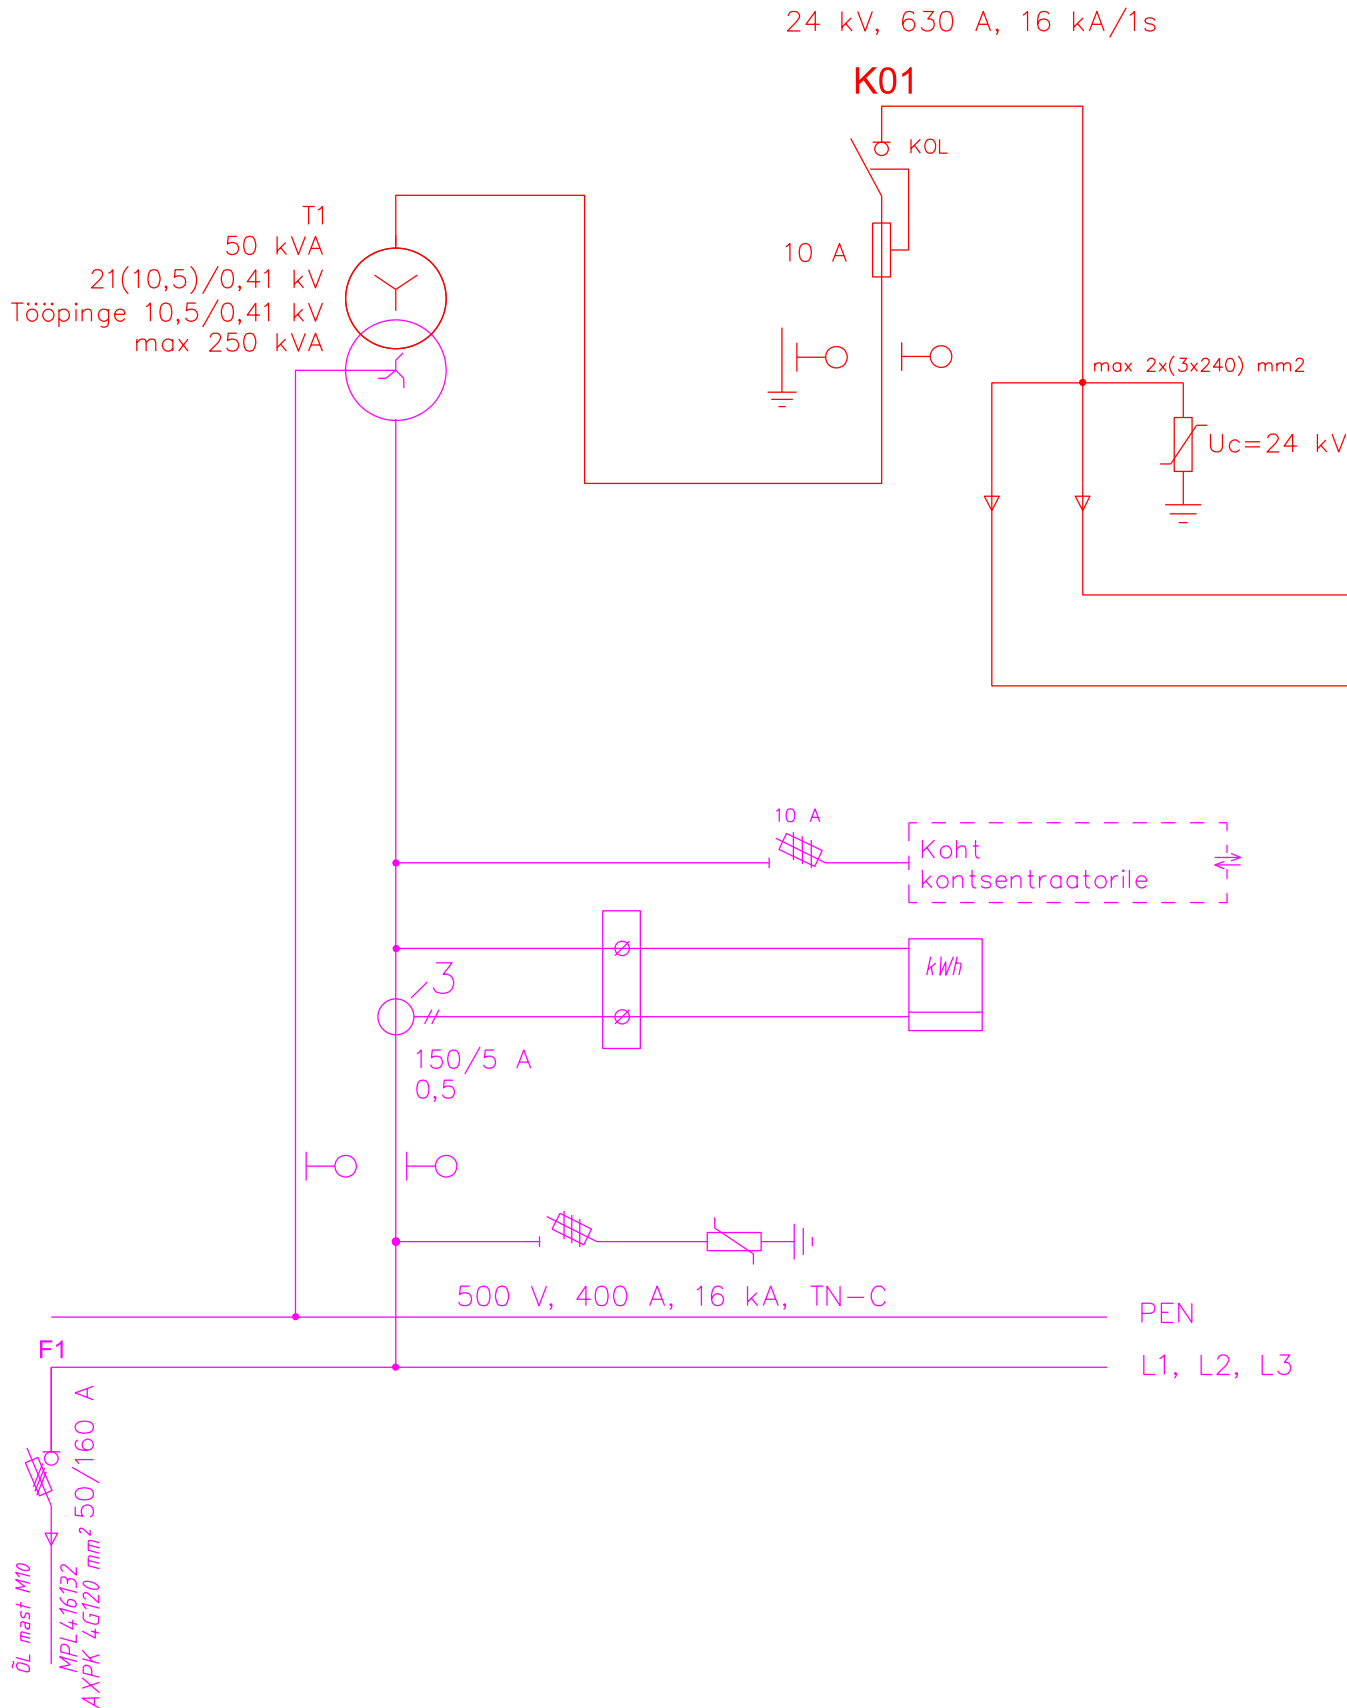 24 kV, 630 A, 16 kA/1s
K01
KOL
T1
50 kVA
21(10,5)/0,41 kV
Tööpinge 10,5/0,41 kV
max 250 kVA
10 A
max 2x(3x240) mm2
Uc=24 kV
10 A
Koht
kontsentraatorile
kWh
3
150/5 A
0,5
500 V, 400 A, 16 kA, TN-C
PEN
F1
L1, L2, L3
50/160 A
ÕL mast M10
MPL416132
AXPK 4G120 mm²